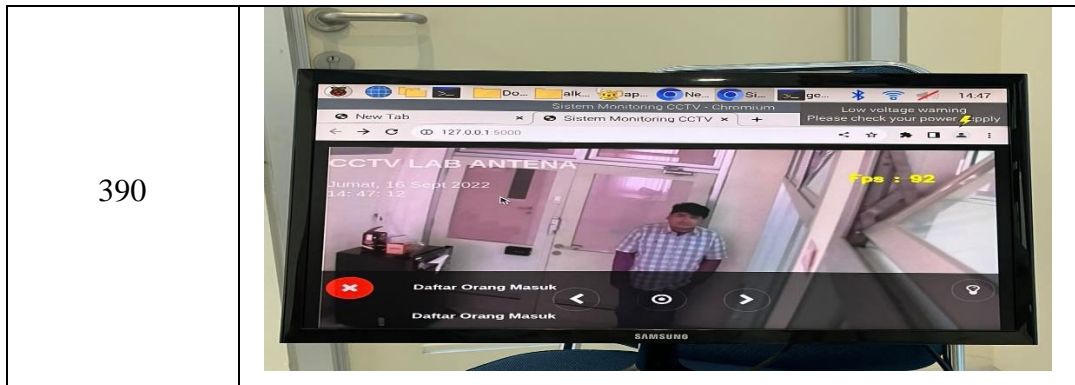 390
Do... alk... ap... Ne... Si... ge... 14:47
Sistem Monitoring CCTV - Chromium
Low voltage warning
Please check your power supply
New Tab
Sistem Monitoring CCTV
127.0.0.1:5000
CCTV LAB ANTENA
Jumat, 16 Sept 2022
14: 47: 12
Fps : 92
Daftar Orang Masuk
Daftar Orang Masuk
SAMSUNG